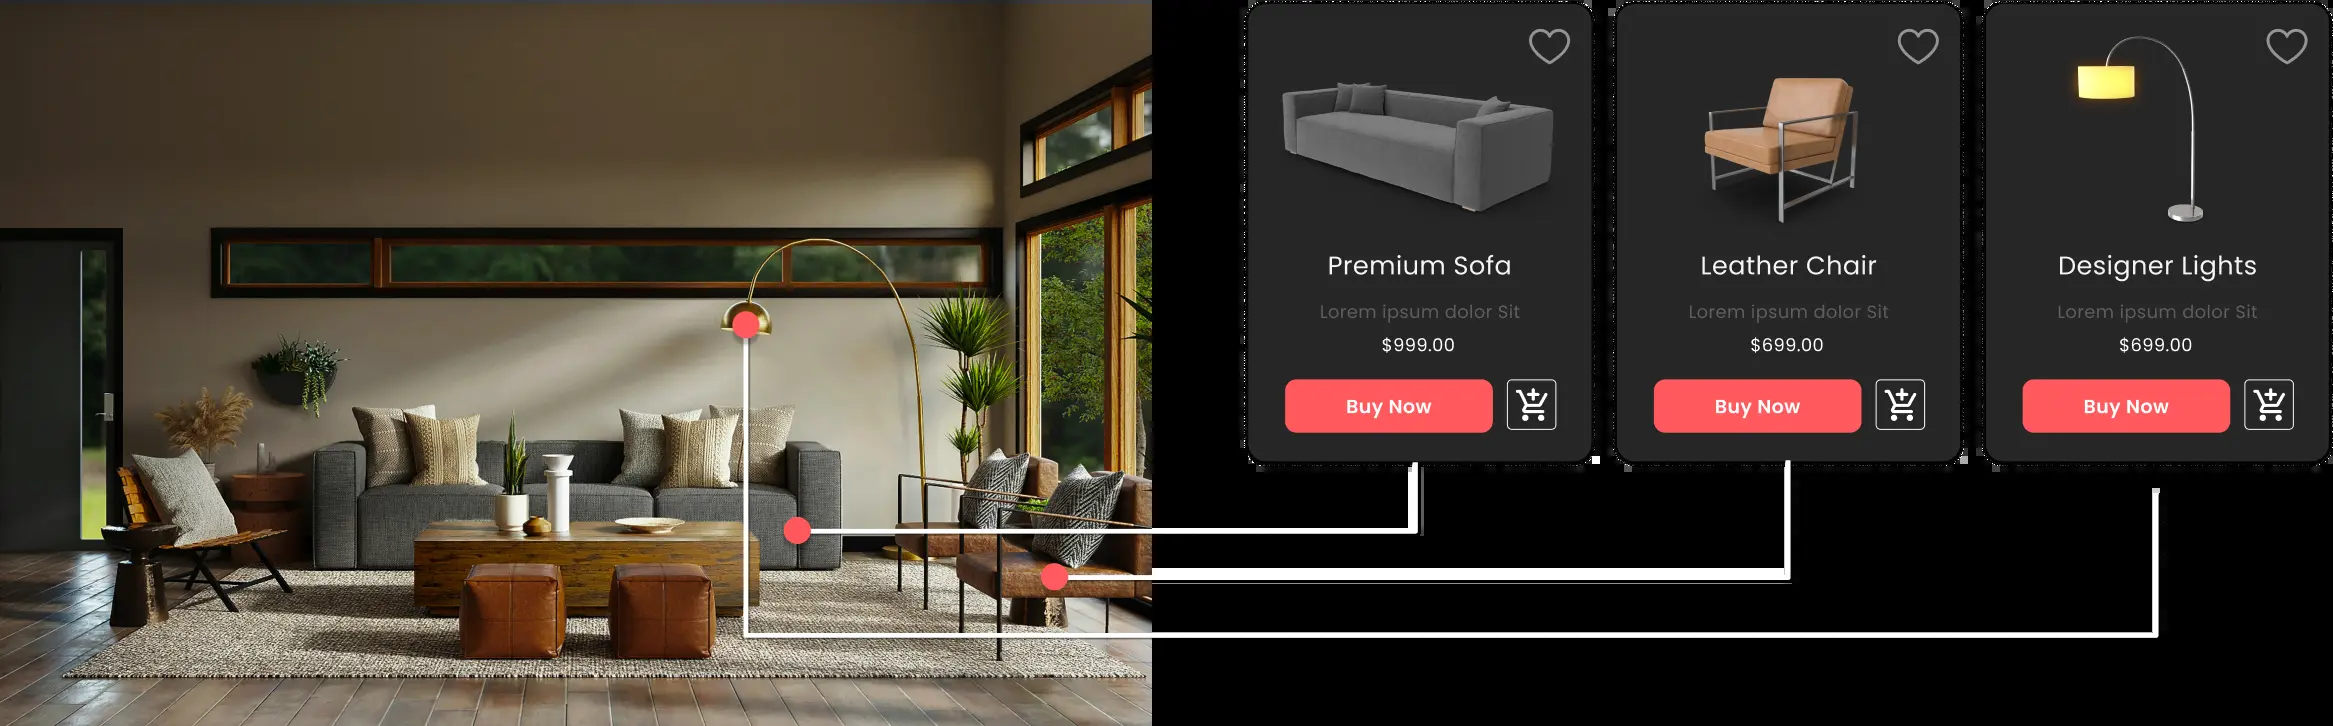 Premium Sofa
Lorem ipsum dolor Sit
$999.00
Buy Now
Leather Chair
Lorem ipsum dolor Sit
$699.00
Buy Now
Designer Lights
Lorem ipsum dolor Sit
$699.00
Buy Now